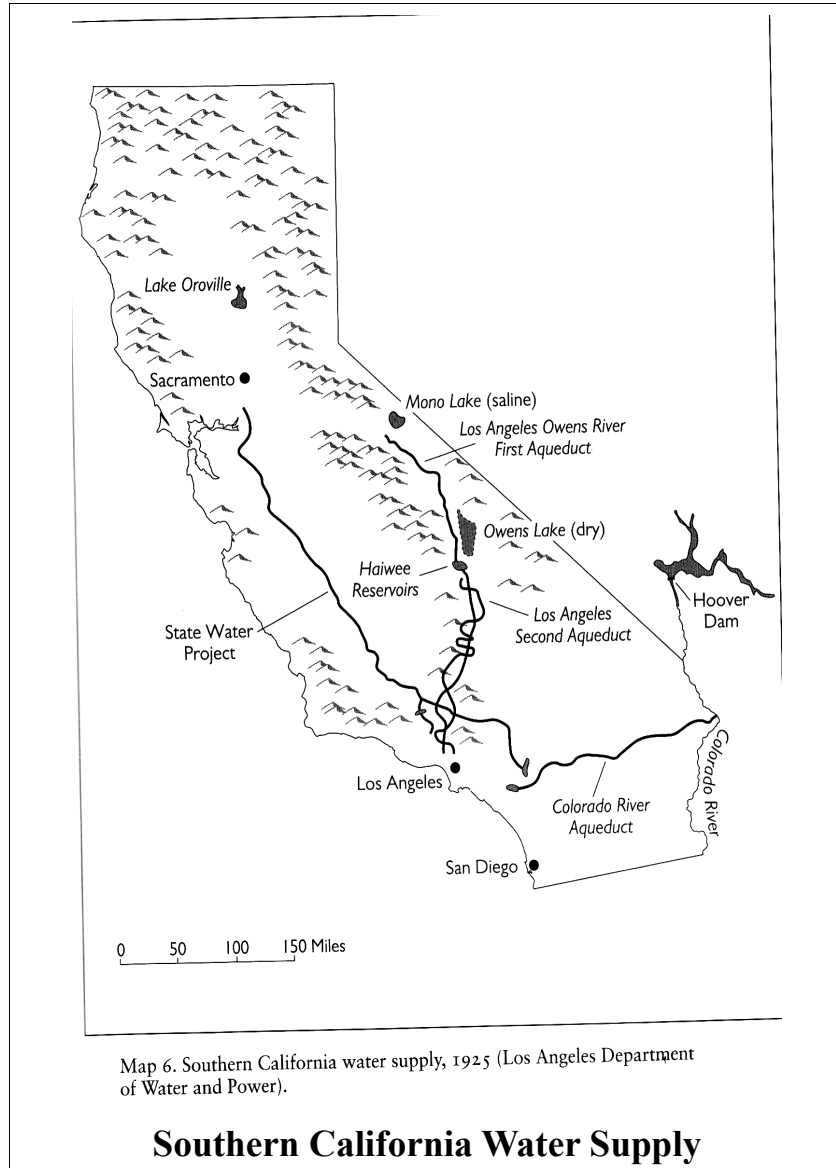 Lake Oroville
Sacramento
Mono Lake (saline)
Los Angeles Owens River
First Aqueduct
Owens Lake (dry)
Haiwee
Reservoirs
Hoover
Dam
Los Angeles
Second Aqueduct
State Water
Project
Colorado River
Los Angeles
Colorado River
Aqueduct
San Diego
0 50 100 150 Miles
Map 6. Southern California water supply, 1925 (Los Angeles Department
of Water and Power).
Southern California Water Supply